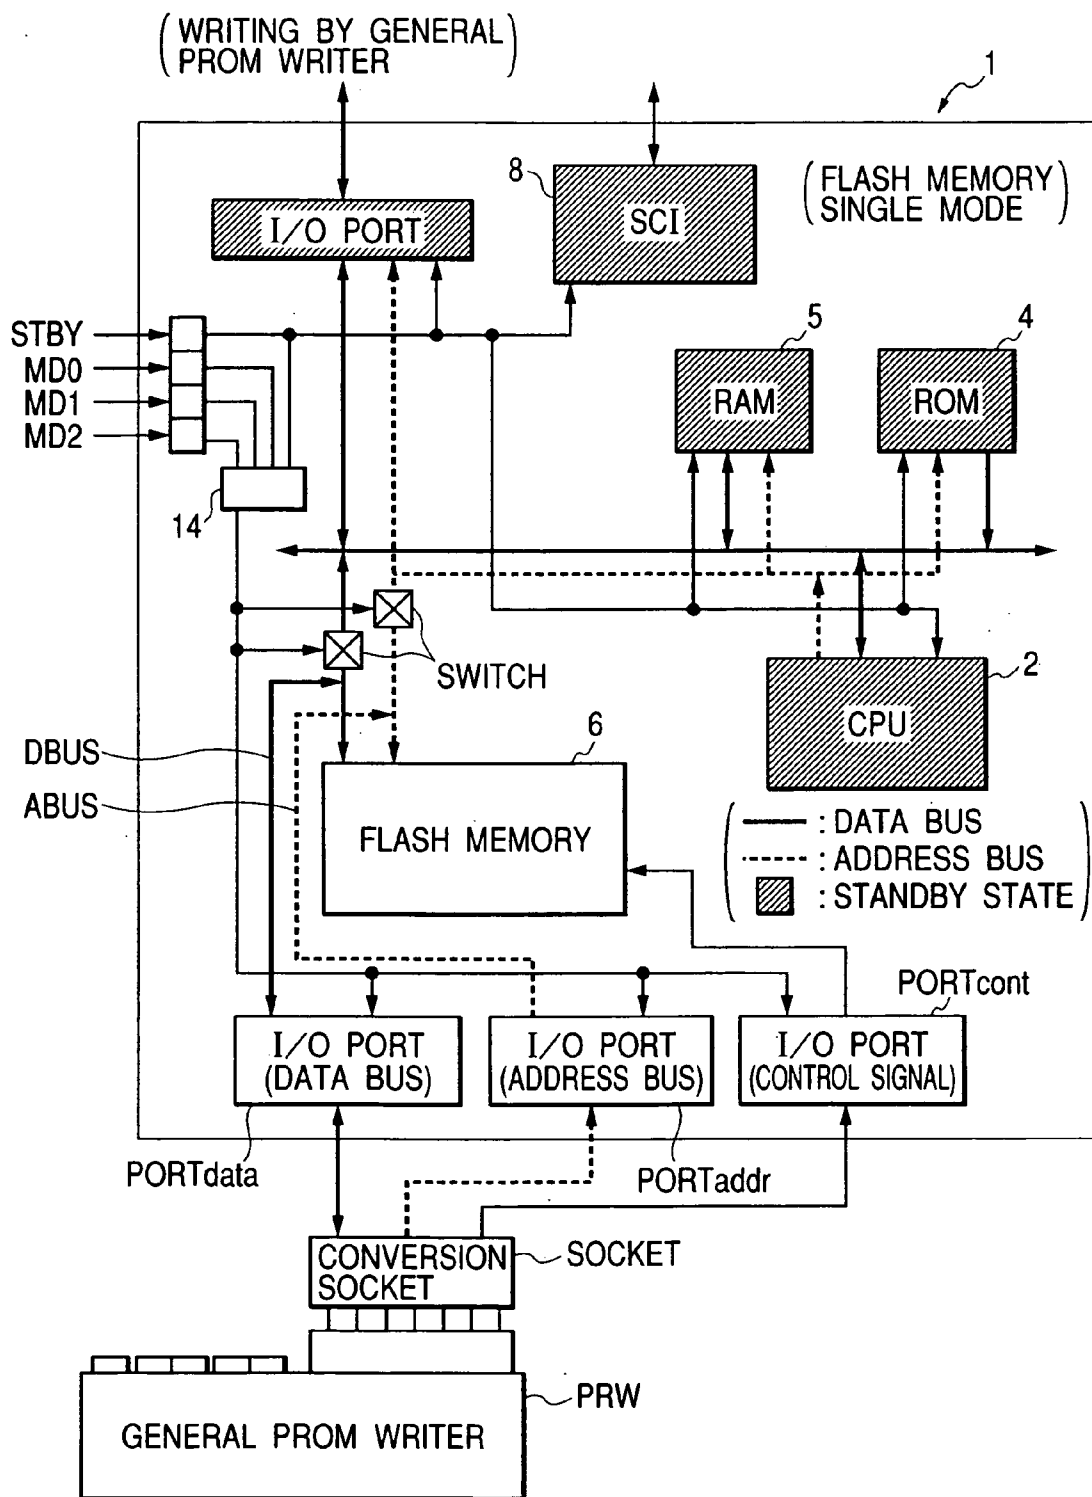 (WRITING BY GENERAL
PROM WRITER)
1
(FLASH MEMORY
SINGLE MODE)
8
SCI
I/O PORT
STBY
MD0
MD1
MD2
14
5
RAM
4
ROM
SWITCH
2
CPU
DBUS
ABUS
6
FLASH MEMORY
: DATA BUS
: ADDRESS BUS
: STANDBY STATE
PORTcont
I/O PORT
(DATA BUS)
I/O PORT
(ADDRESS BUS)
I/O PORT
(CONTROL SIGNAL)
PORTdata
PORTaddr
CONVERSION
SOCKET
SOCKET
PRW
GENERAL PROM WRITER